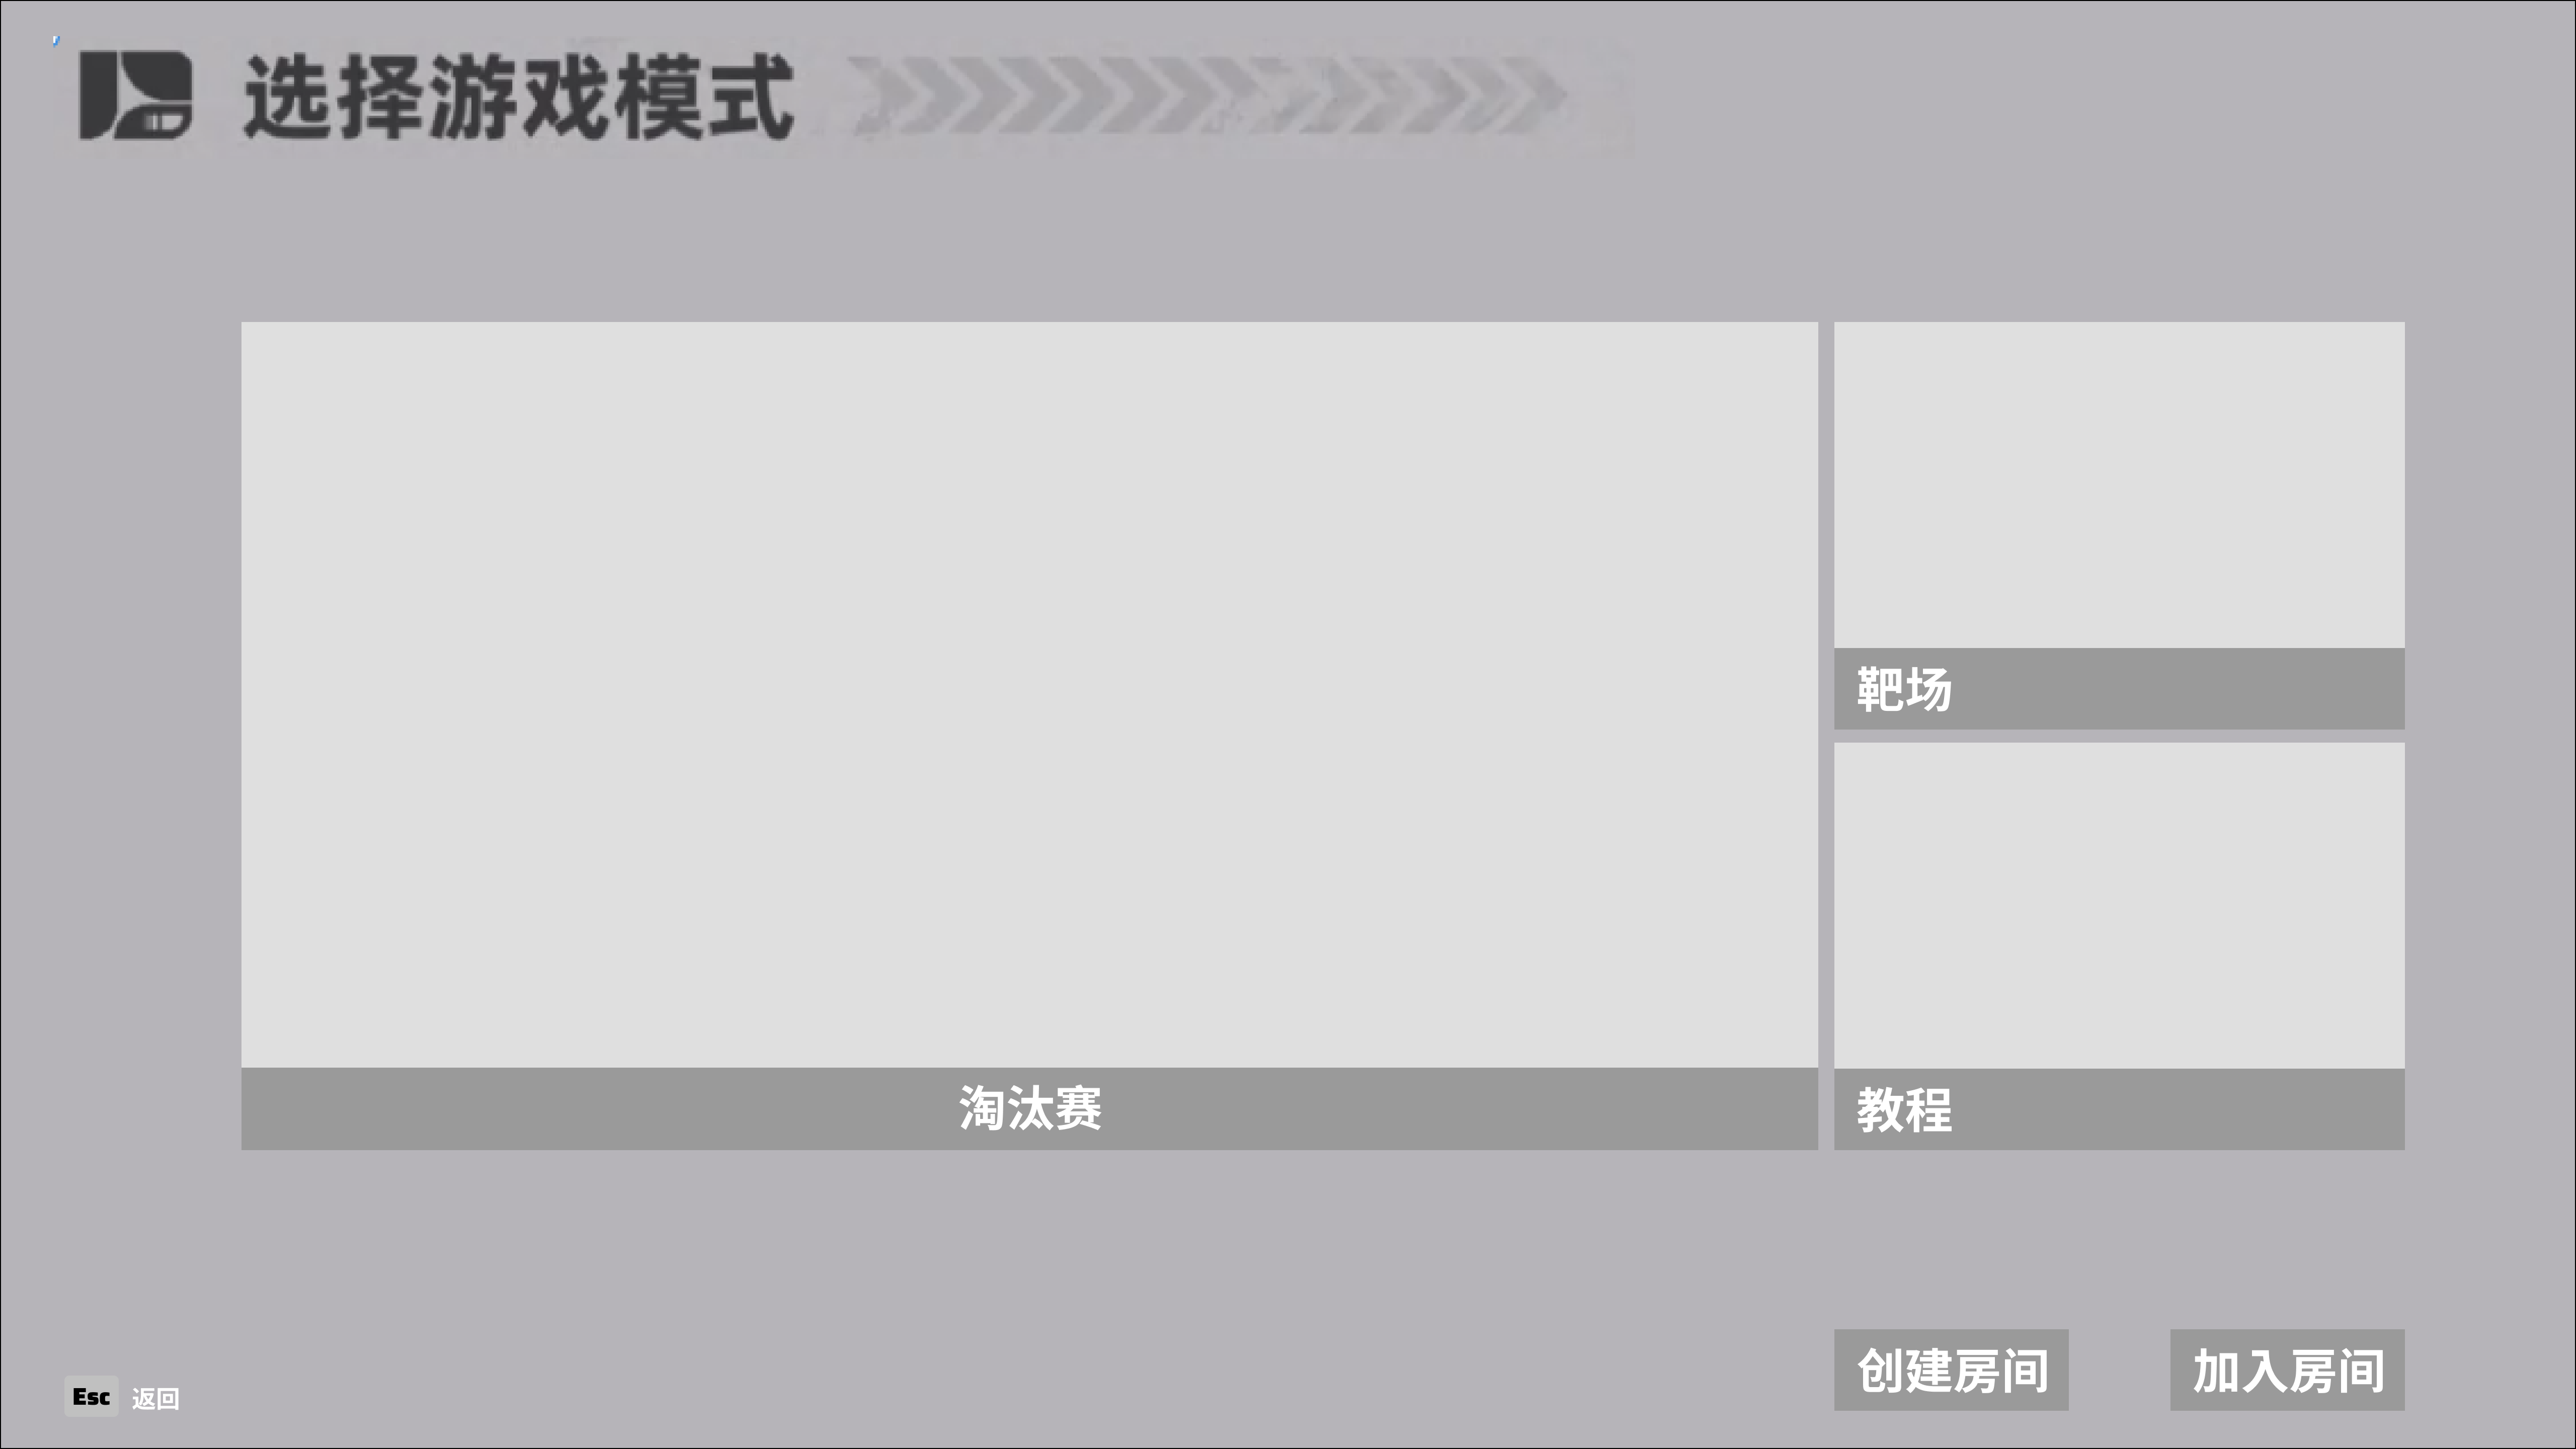 选择游戏模式
靶场
淘汰赛
教程
创建房间
加入房间
Esc 返回